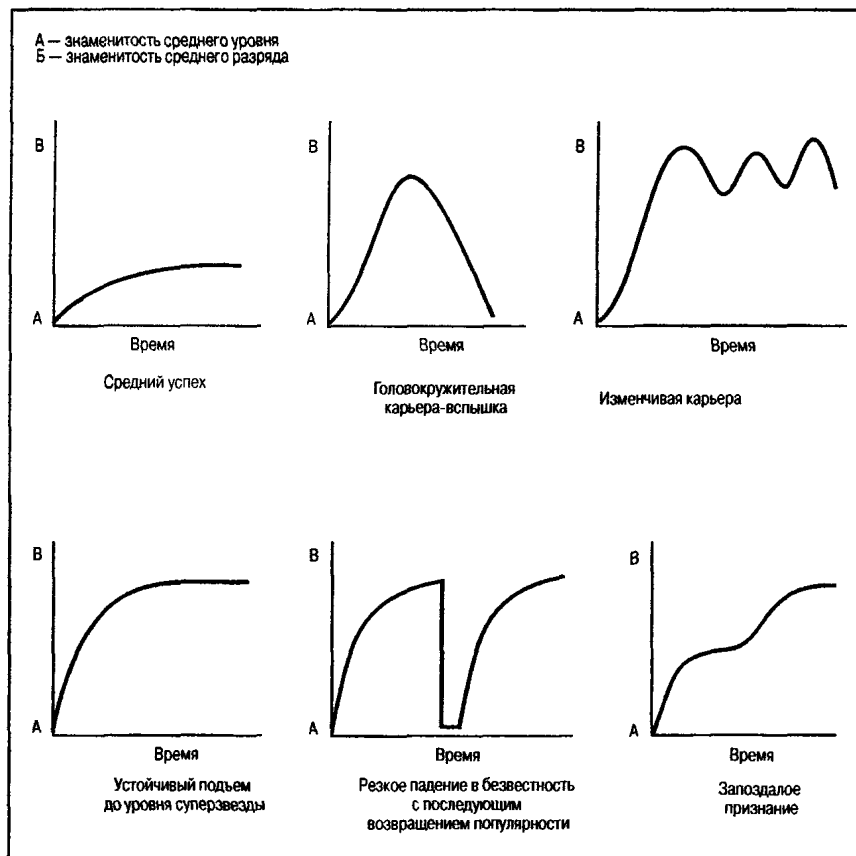 А — знаменитость среднего уровня
Б — знаменитость среднего разряда
В
А
Время
Средний успех
В
А
Время
Головокружительная
карьера-вспышка
В
А
Время
Изменчивая карьера
В
А
Время
Устойчивый подъем
до уровня суперзвезды
В
А
Время
Резкое падение в безвестность
с последующим
возвращением популярности
В
А
Время
Запоздалое
признание